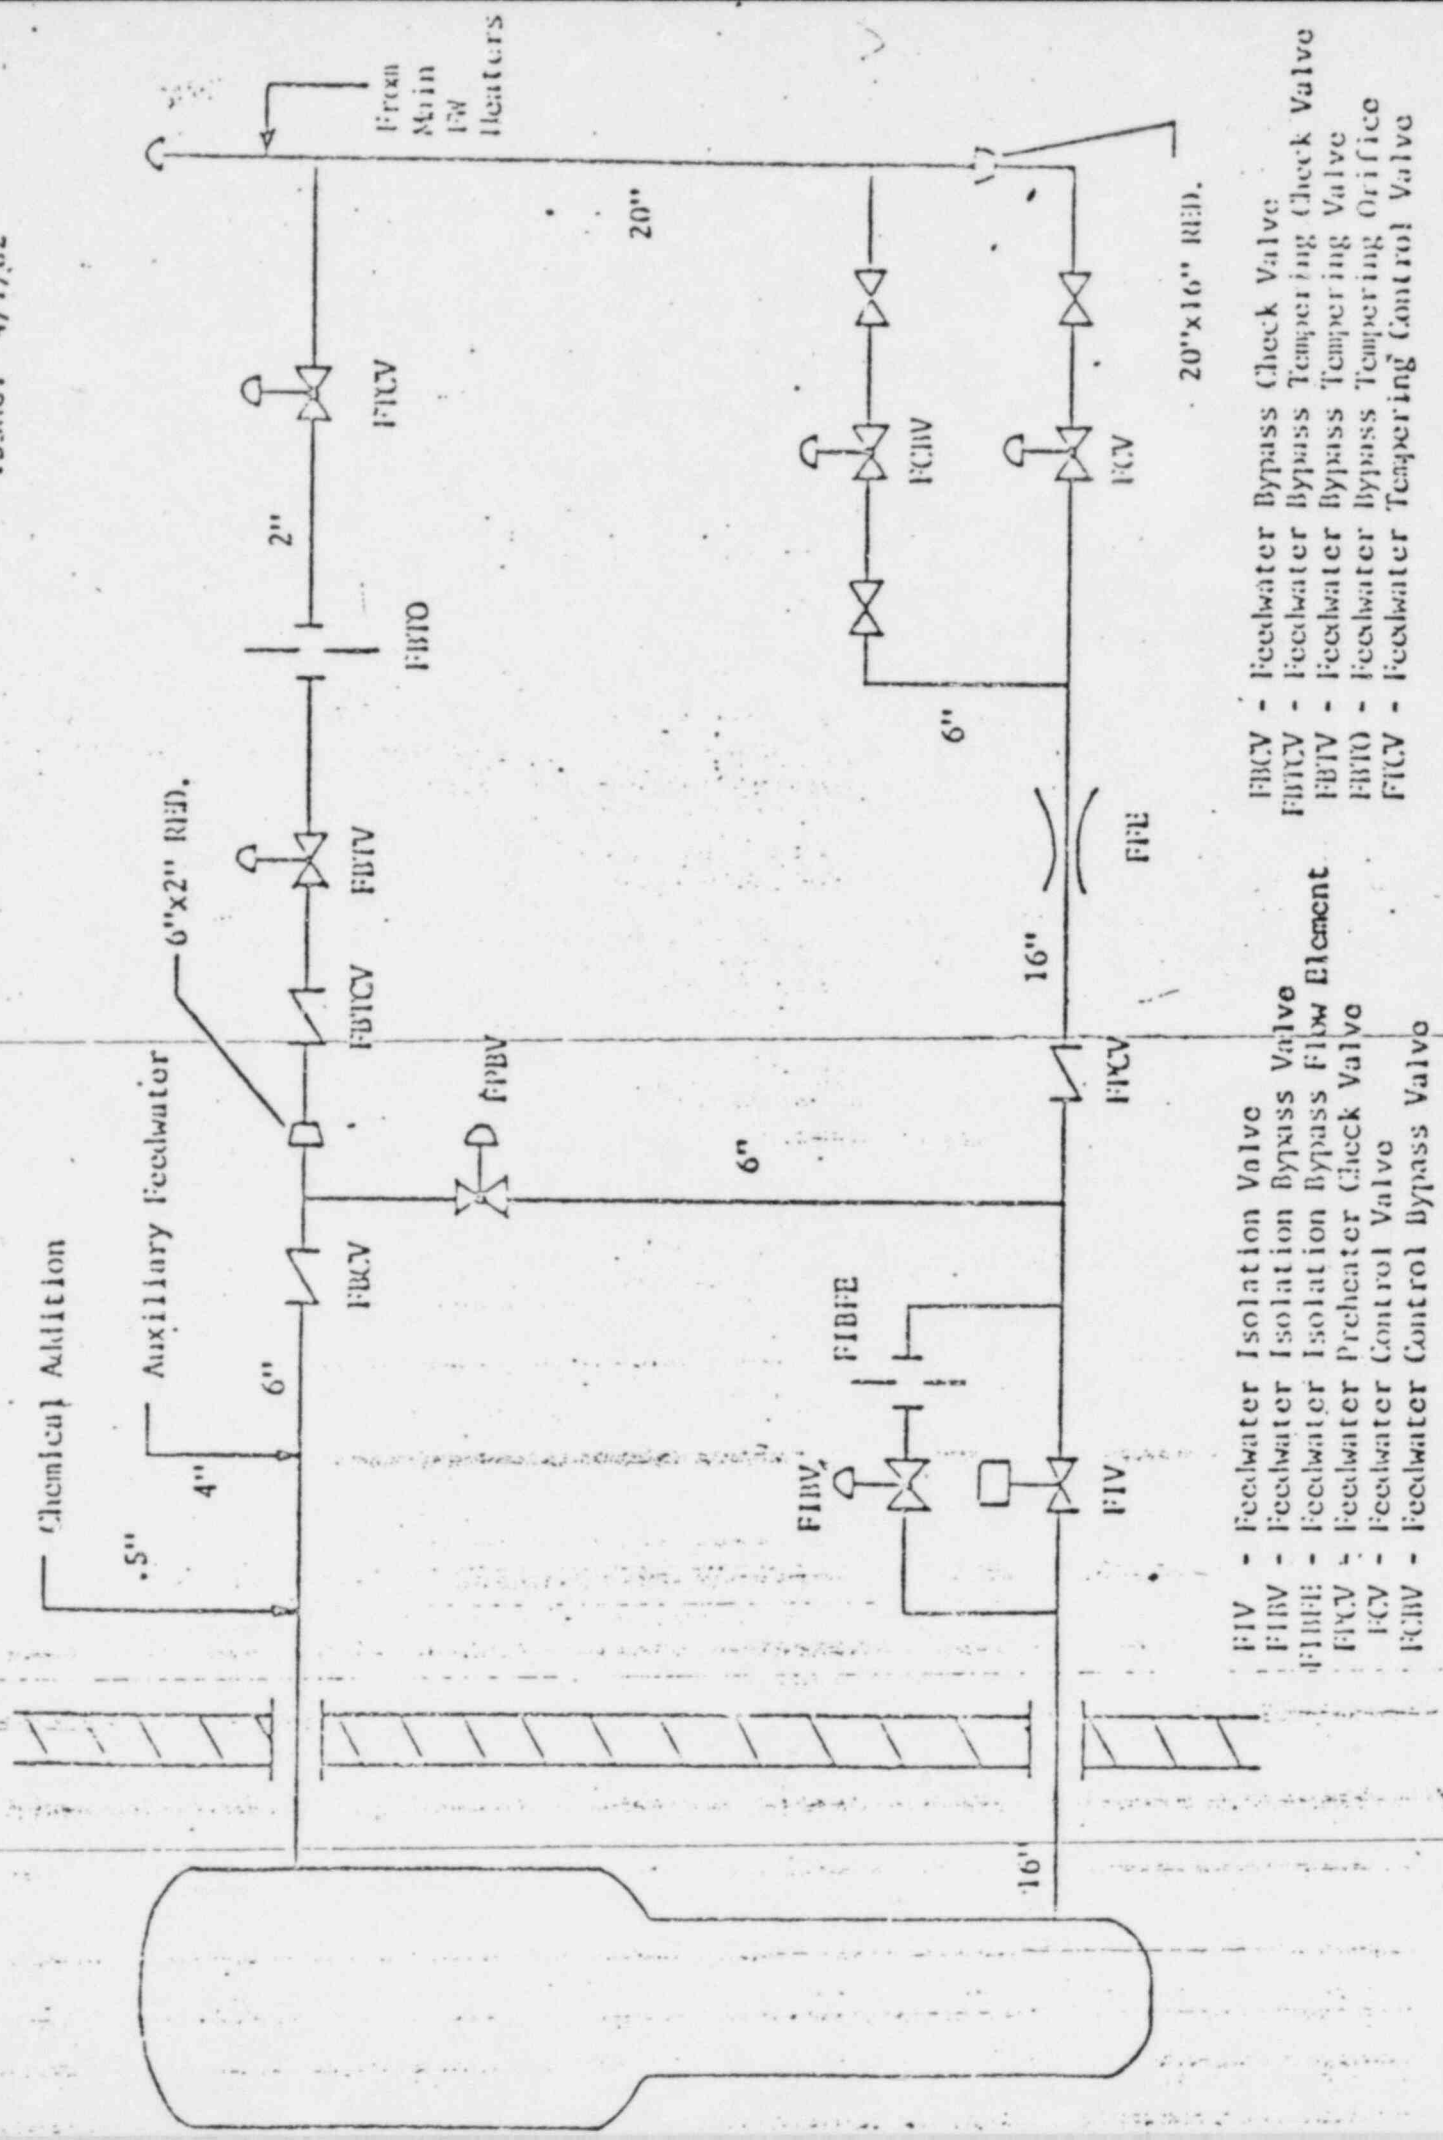 Chemical Addition
.5"
Auxiliary Feedwater
4"
6"
FBCV
6"x2" RED.
FBTCV
FBTV
FBTO
2"
FTCV
From
Main
FW
Heaters
20"
FPBV
6"
FIBFE
FIBV
FIV
FPCV
16"
FFE
6"
FCBV
FCV
20"x16" RED.
16"
FIV - Feedwater Isolation Valve
FIBV - Feedwater Isolation Bypass Valve
FIBFE - Feedwater Isolation Bypass Flow Element
FPCV - Feedwater Preheater Check Valve
FCV - Feedwater Control Valve
FCBV - Feedwater Control Bypass Valve
FBCV - Feedwater Bypass Check Valve
FBTCV - Feedwater Bypass Tempering Check Valve
FBTV - Feedwater Bypass Tempering Valve
FBTO - Feedwater Bypass Tempering Orifice
FTCV - Feedwater Tempering Control Valve